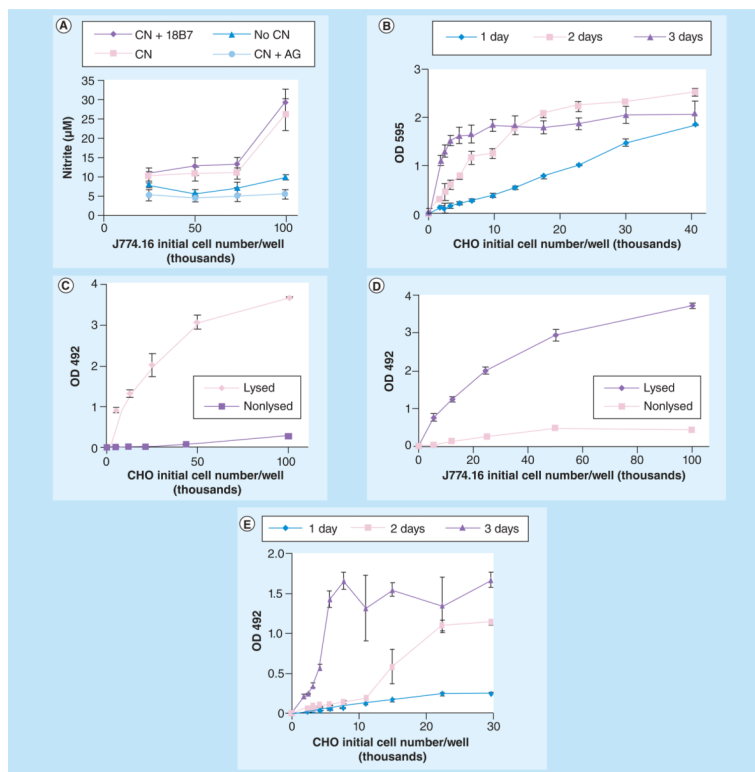 A
CN + 18B7
No CN
CN
CN + AG
35
30
25
20
15
10
5
0
Nitrite (µM)
0
50
100
J774.16 initial cell number/well
(thousands)
B
1 day
2 days
3 days
3
2
1
0
OD 595
0
10
20
30
40
CHO initial cell number/well (thousands)
C
4
3
2
1
0
OD 492
Lysed
Nonlysed
0
50
100
CHO initial cell number/well
(thousands)
D
4
3
2
1
0
OD 492
Lysed
Nonlysed
0
20
40
60
80
100
J774.16 initial cell number/well (thousands)
E
1 day
2 days
3 days
2.0
1.5
1.0
0.5
0
OD 492
0
10
20
30
CHO initial cell number/well
(thousands)